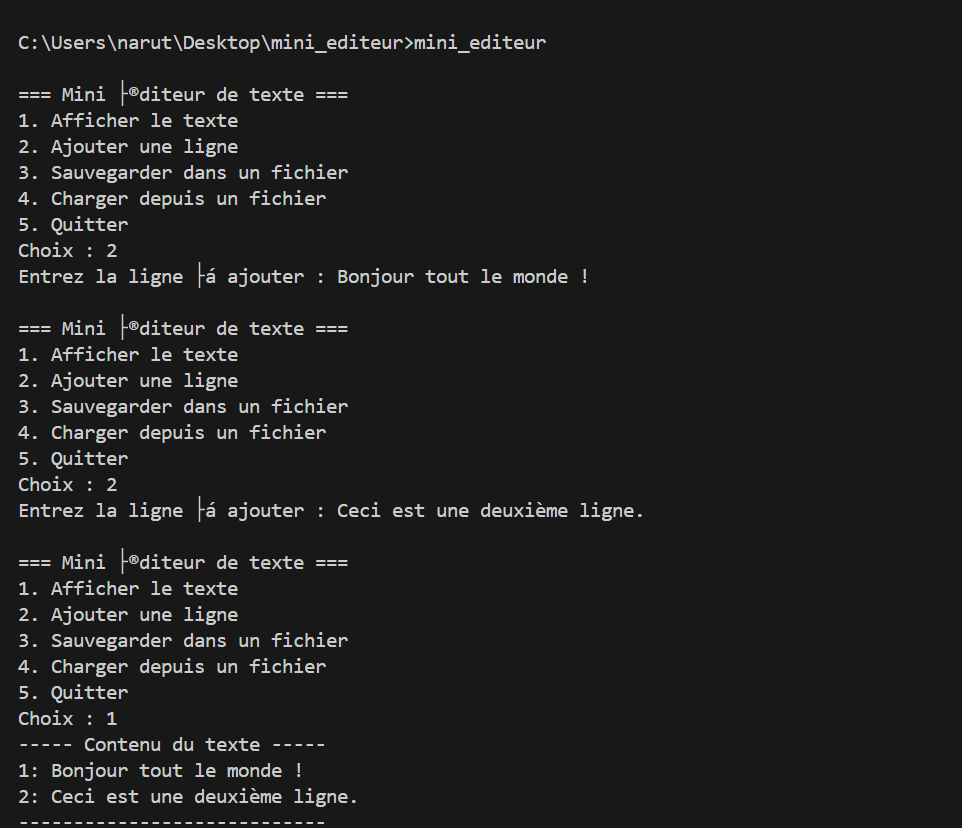 C:\Users\narut\Desktop\mini_editeur>mini_editeur
=== Mini ├®diteur de texte ===
1. Afficher le texte
2. Ajouter une ligne
3. Sauvegarder dans un fichier
4. Charger depuis un fichier
5. Quitter
Choix : 2
Entrez la ligne ├á ajouter : Bonjour tout le monde !
=== Mini ├®diteur de texte ===
1. Afficher le texte
2. Ajouter une ligne
3. Sauvegarder dans un fichier
4. Charger depuis un fichier
5. Quitter
Choix : 2
Entrez la ligne ├á ajouter : Ceci est une deuxième ligne.
=== Mini ├®diteur de texte ===
1. Afficher le texte
2. Ajouter une ligne
3. Sauvegarder dans un fichier
4. Charger depuis un fichier
5. Quitter
Choix : 1
----- Contenu du texte -----
1: Bonjour tout le monde !
2: Ceci est une deuxième ligne.
----------------------------